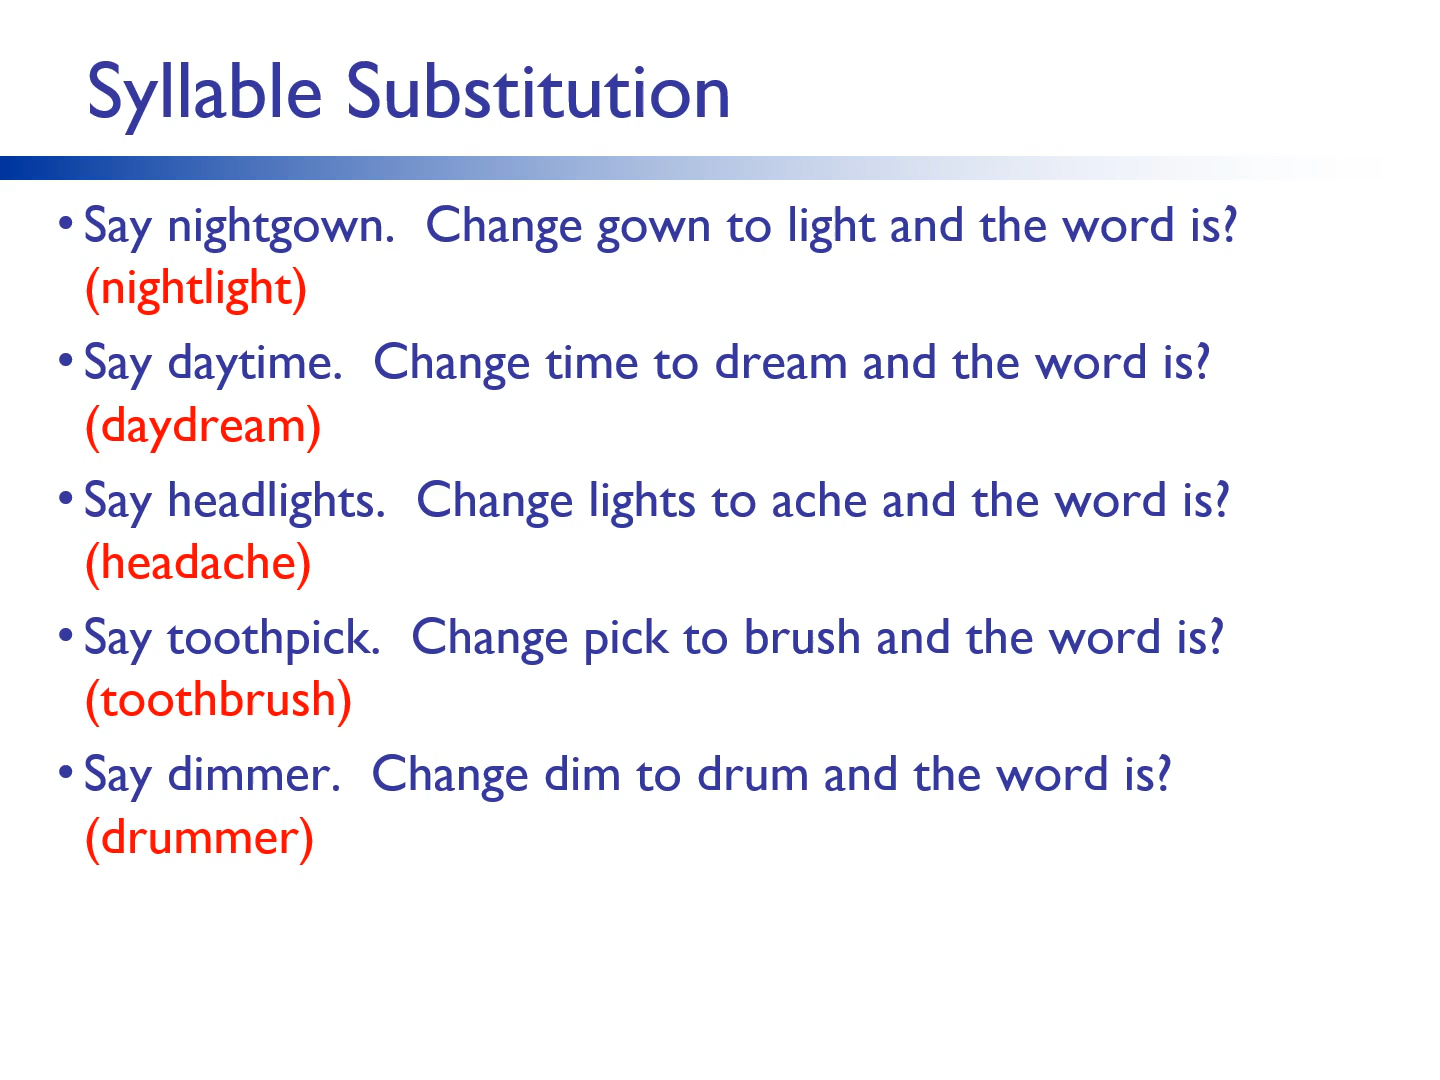 Syllable Substitution
• Say nightgown.  Change gown to light and the word is?
(nightlight)
• Say daytime.  Change time to dream and the word is?
(daydream)
• Say headlights.  Change lights to ache and the word is?
(headache)
• Say toothpick.  Change pick to brush and the word is?
(toothbrush)
• Say dimmer.  Change dim to drum and the word is?
(drummer)